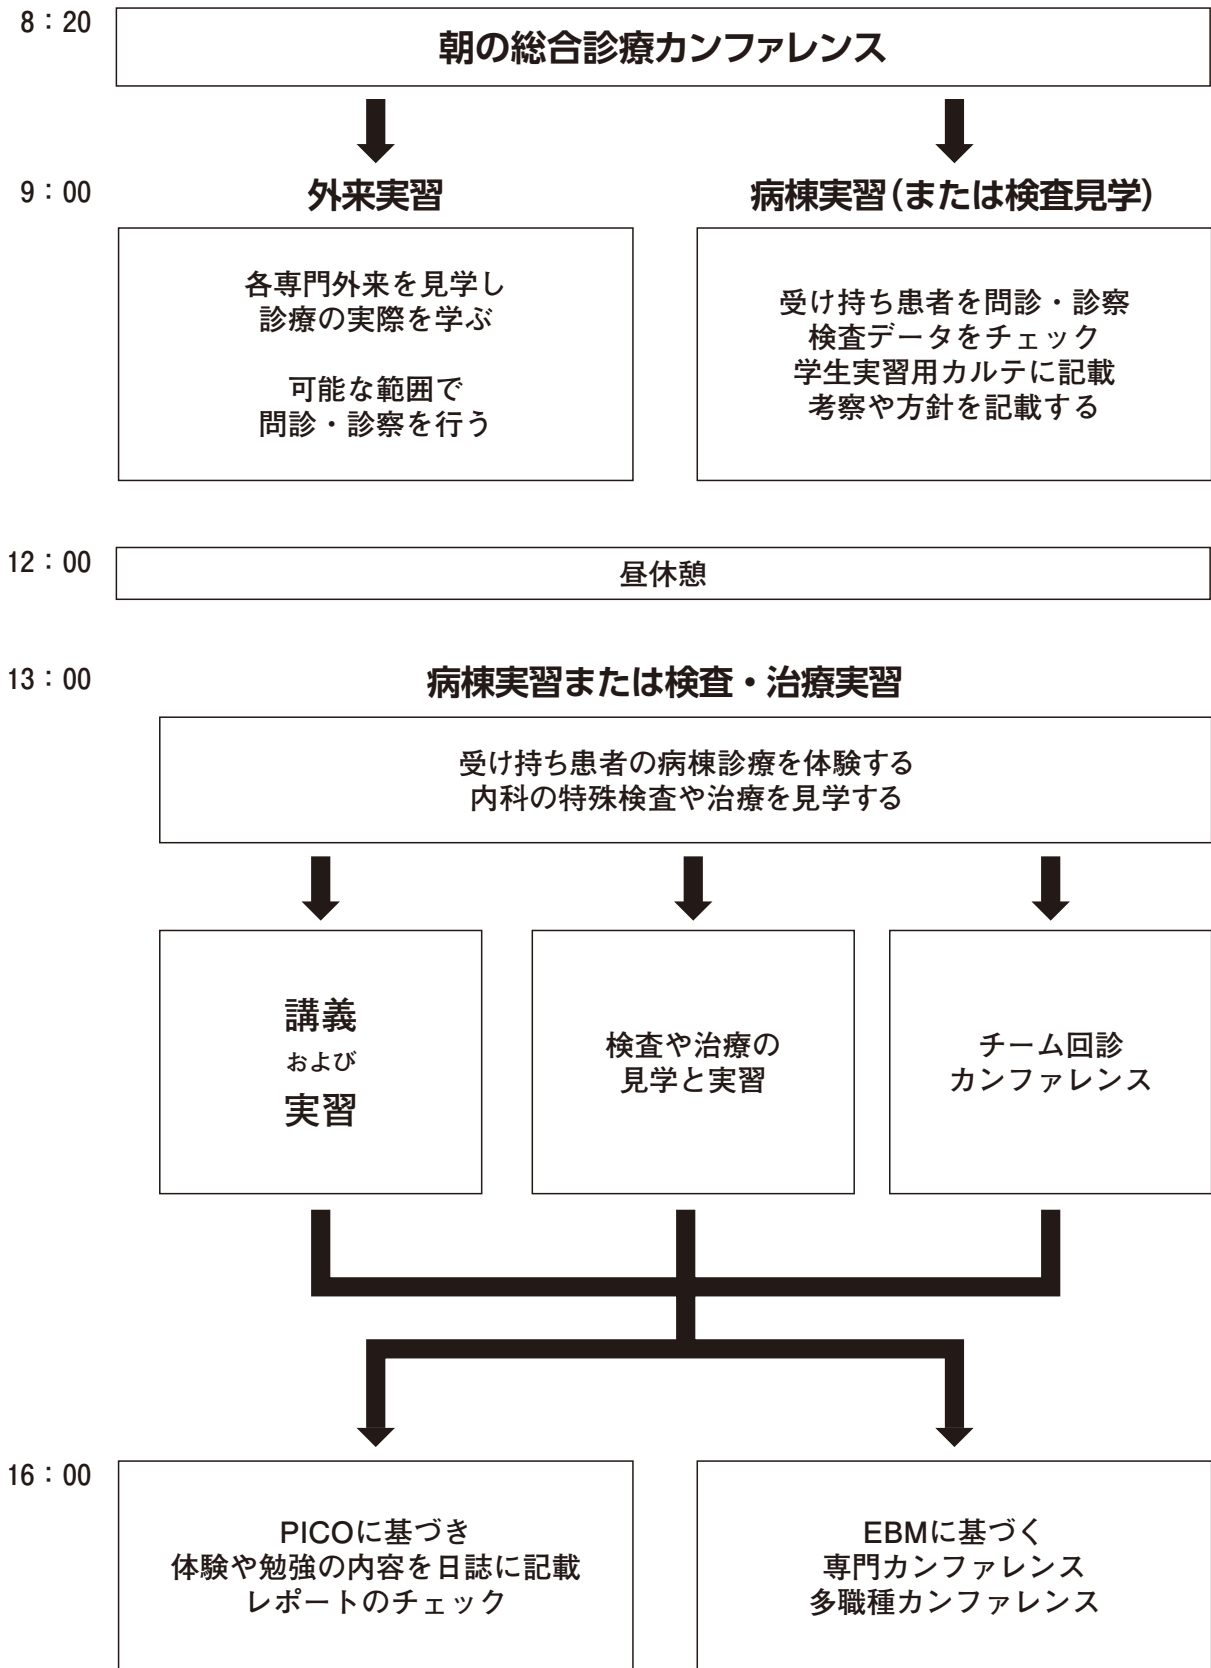 8：20
朝の総合診療カンファレンス
9：00
外来実習
病棟実習（または検査見学）
各専門外来を見学し
診療の実際を学ぶ
可能な範囲で
問診・診察を行う
受け持ち患者を問診・診察
検査データをチェック
学生実習用カルテに記載
考察や方針を記載する
12：00
昼休憩
13：00
病棟実習または検査・治療実習
受け持ち患者の病棟診療を体験する
内科の特殊検査や治療を見学する
講義
および
実習
検査や治療の
見学と実習
チーム回診
カンファレンス
16：00
PICOに基づき
体験や勉強の内容を日誌に記載
レポートのチェック
EBMに基づく
専門カンファレンス
多職種カンファレンス